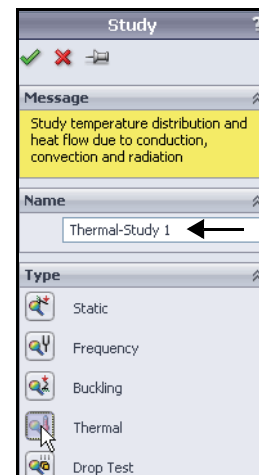 Study ?
Message
Study temperature distribution and
heat flow due to conduction,
convection and radiation
Name
Thermal-Study 1
Type
Static
Frequency
Buckling
Thermal
Drop Test